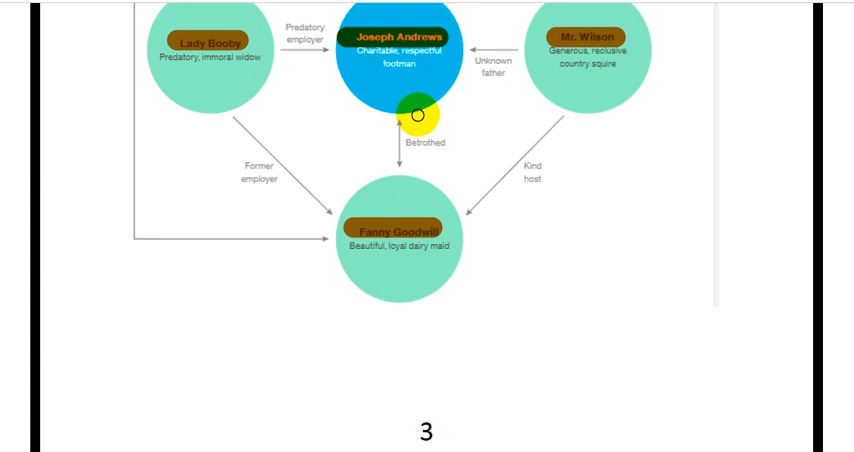 Lady Booby
Predatory, immoral widow
Predatory
employer
Joseph Andrews
Charitable, respectful
footman
Unknown
father
Mr. Wilson
Generous, reclusive
country squire
Betrothed
Former
employer
Kind
host
Fanny Goodwill
Beautiful, loyal dairy maid
3